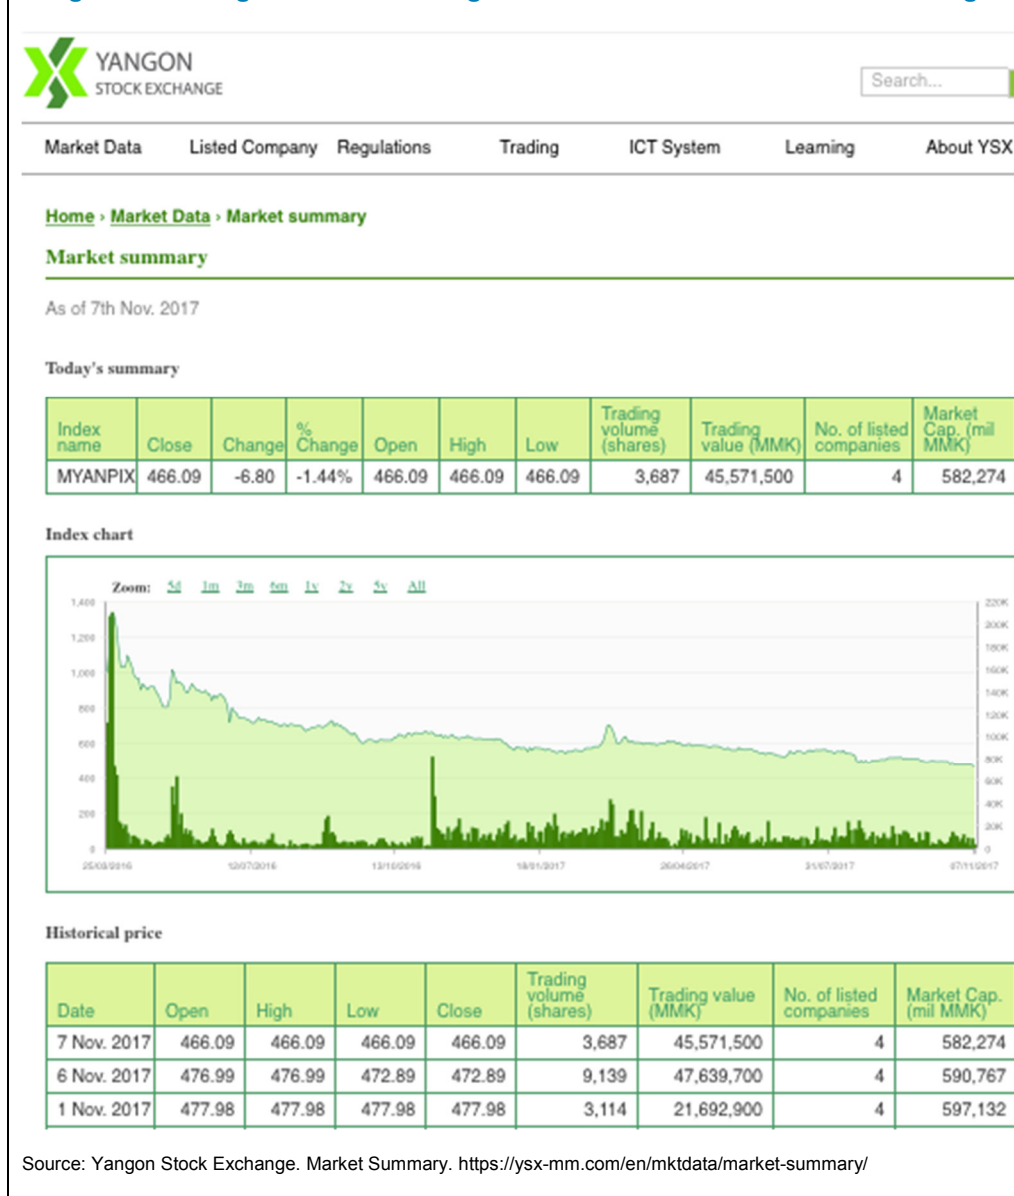 YANGON
STOCK EXCHANGE
Search...
Market Data Listed Company Regulations Trading ICT System Learning About YSX
Home › Market Data › Market summary
Market summary
As of 7th Nov. 2017
Today's summary
Index name Close Change % Change Open High Low Trading volume (shares) Trading value (MMK) No. of listed companies Market Cap. (mil MMK)
MYANPIX 466.09 -6.80 -1.44% 466.09 466.09 466.09 3,687 45,571,500 4 582,274
Index chart
Zoom: 5d 1m 3m 6m 1y 2y 5y All
1,400 220K
1,200 200K
1,000 180K
800 160K
600 140K
400 120K
200 100K
0 80K
60K
40K
20K
0
25/03/2016 12/07/2016 13/10/2016 18/01/2017 26/04/2017 31/07/2017 07/11/2017
Historical price
Date Open High Low Close Trading volume (shares) Trading value (MMK) No. of listed companies Market Cap. (mil MMK)
7 Nov. 2017 466.09 466.09 466.09 466.09 3,687 45,571,500 4 582,274
6 Nov. 2017 476.99 476.99 472.89 472.89 9,139 47,639,700 4 590,767
1 Nov. 2017 477.98 477.98 477.98 477.98 3,114 21,692,900 4 597,132
Source: Yangon Stock Exchange. Market Summary. https://ysx-mm.com/en/mktdata/market-summary/